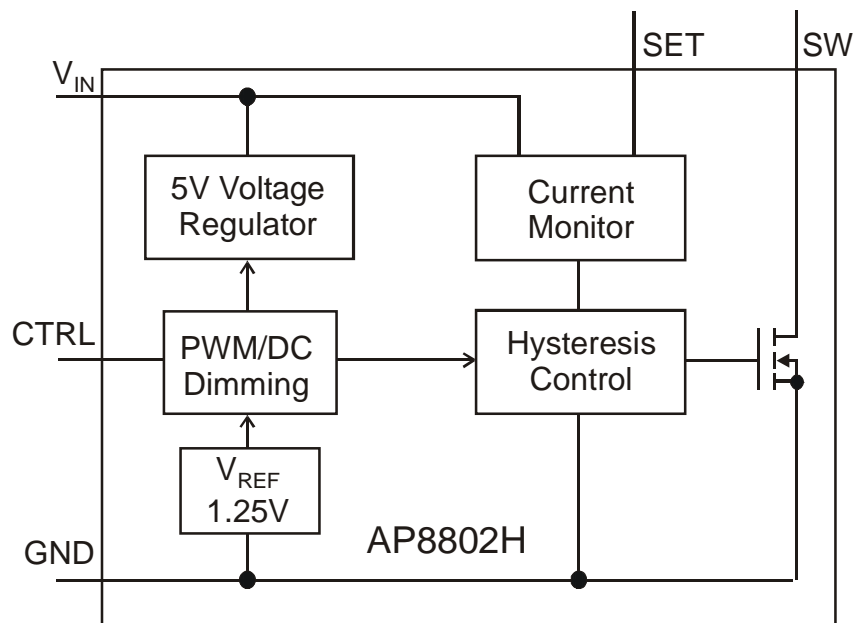 SET
SW
V_IN
5V Voltage
Regulator
Current
Monitor
CTRL
PWM/DC
Dimming
Hysteresis
Control
V_REF
1.25V
AP8802H
GND